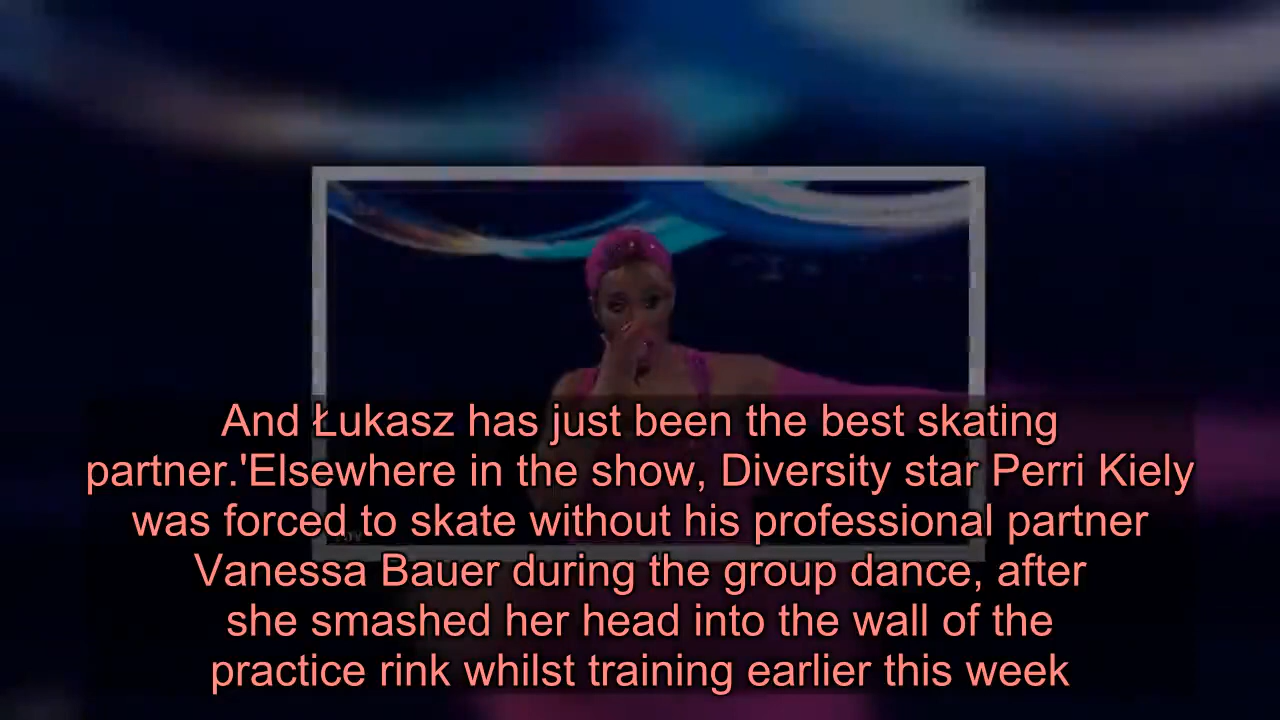 And Łukasz has just been the best skating
partner.'Elsewhere in the show, Diversity star Perri Kiely
was forced to skate without his professional partner
Vanessa Bauer during the group dance, after
she smashed her head into the wall of the
practice rink whilst training earlier this week